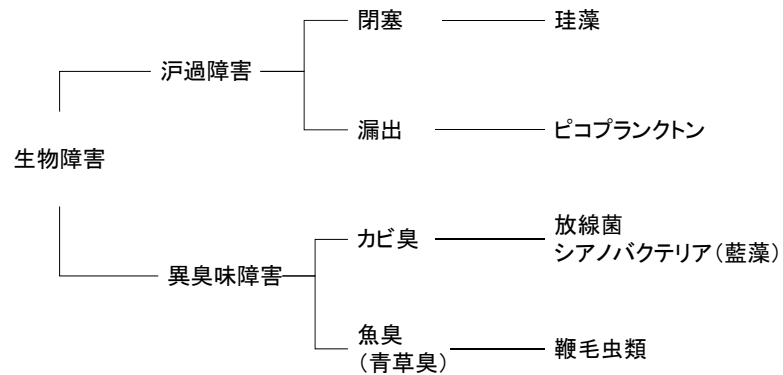 閉塞
珪藻
沪過障害
漏出
ピコプランクトン
生物障害
カビ臭
放線菌
シアノバクテリア（藍藻）
異臭味障害
魚臭
（青草臭）
鞭毛虫類